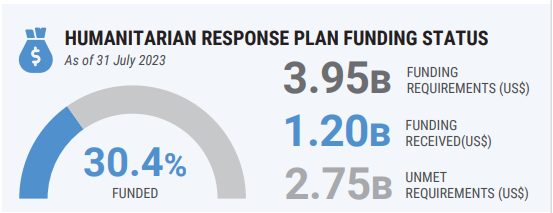 $
HUMANITARIAN RESPONSE PLAN FUNDING STATUS
As of 31 July 2023
30.4%
FUNDED
3.95B
FUNDING
REQUIREMENTS (US$)
1.20B
FUNDING
RECEIVED(US$)
2.75B
UNMET
REQUIREMENTS (US$)